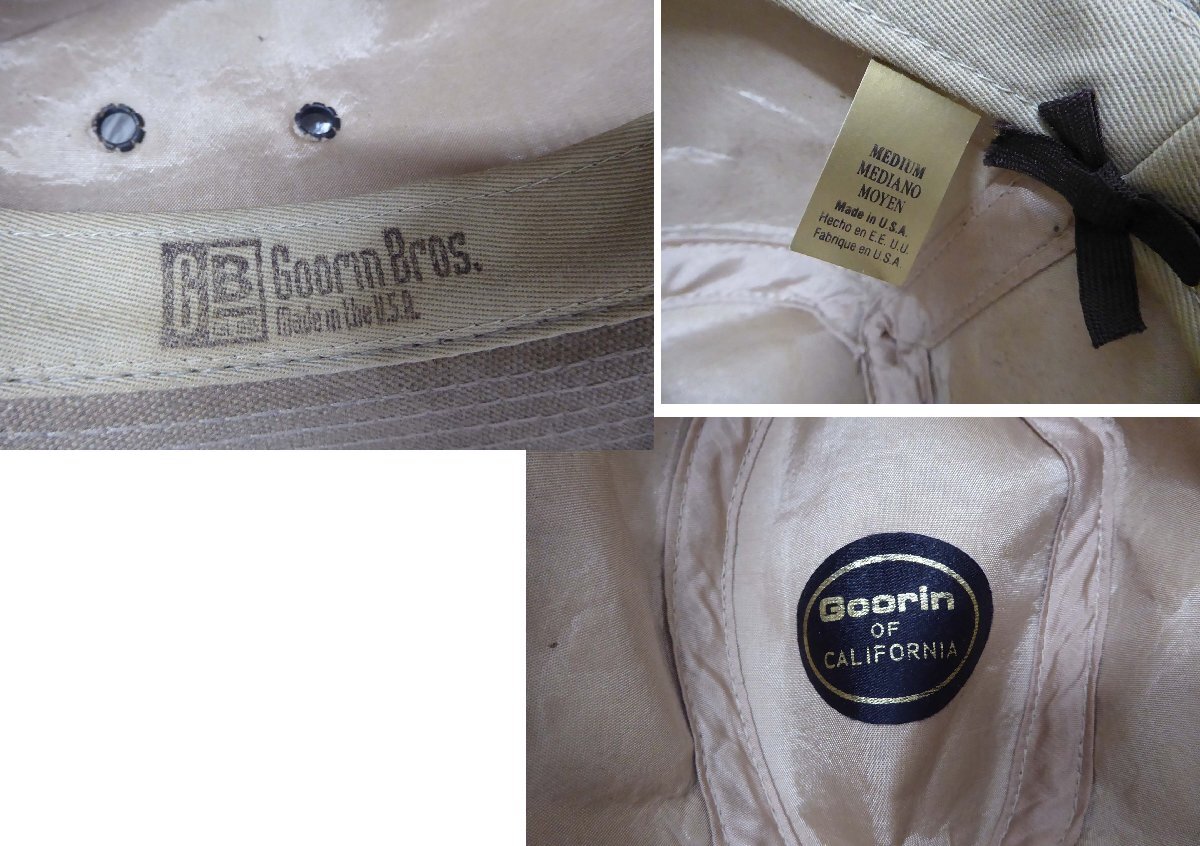 GB
Goorin Bros.
Made in the U.S.A.
MEDIUM
MEDIANO
MOYEN
Made in U.S.A.
Hecho en E.E. U.U.
Fabrique en U.S.A.
Goorin
OF
CALIFORNIA